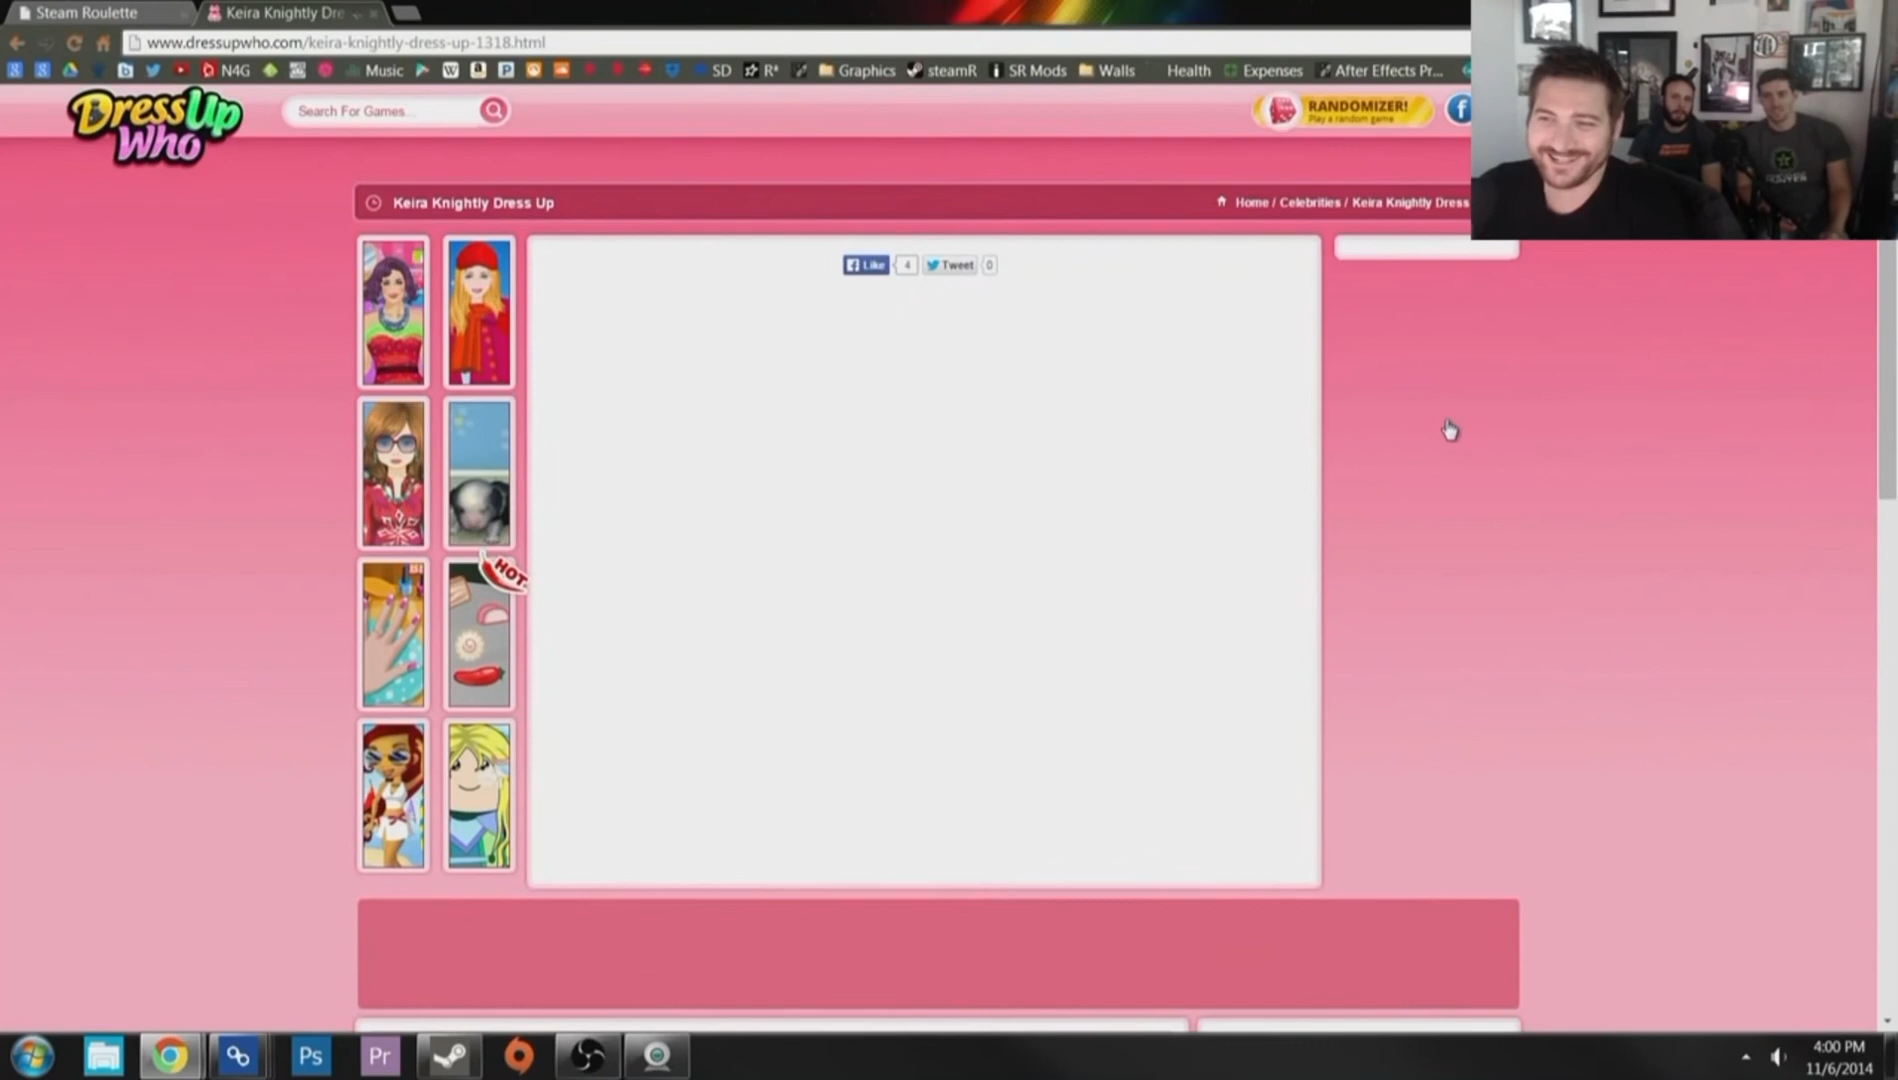 Steam Roulette
Keira Knightly Dre
www.dressupwho.com/keira-knightly-dress-up-1318.html
N4G
Music
W
P
SD
R*
Graphics
steamR
SR Mods
Walls
Health
Expenses
After Effects Pr...
DressUp
Who
Search For Games...
RANDOMIZER!
Play a random game
f
Keira Knightly Dress Up
Home / Celebrities / Keira Knightly Dress
Like
4
Tweet
0
HOT
Ps
Pr
4:00 PM
11/6/2014